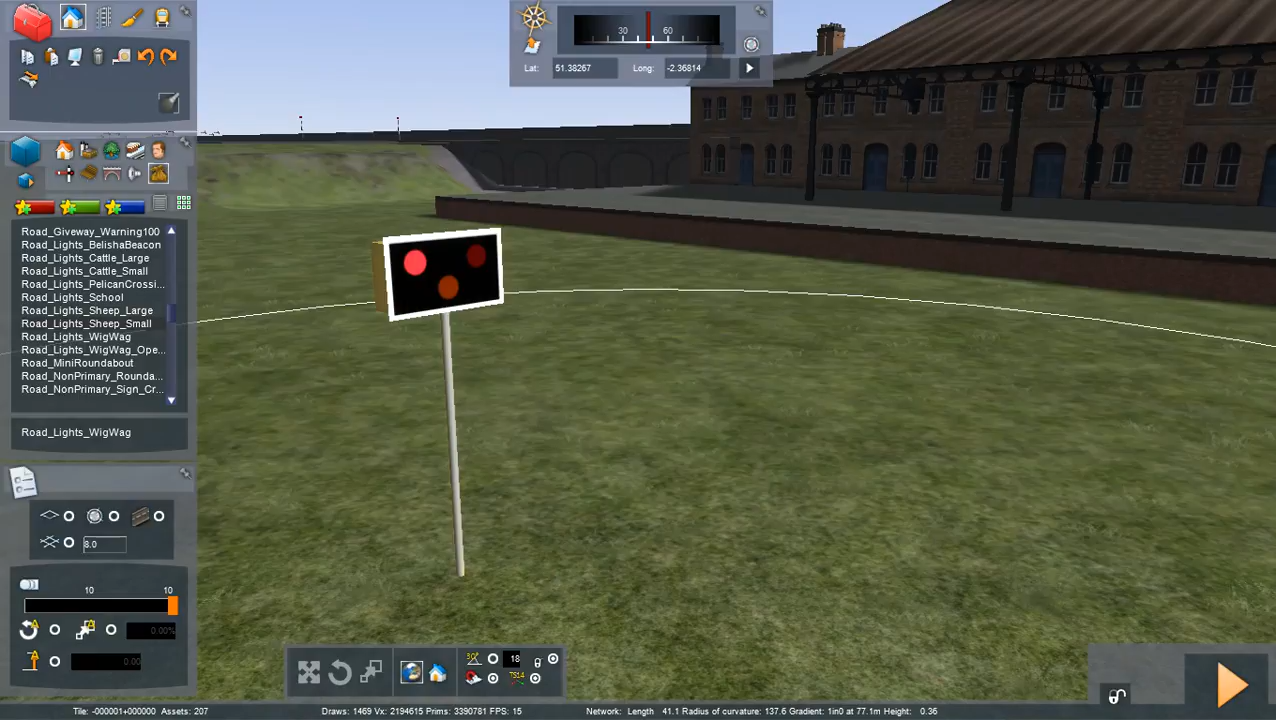 30 60
Lat: 51.38267 Long: -2.36814
Road_Giveway_Warning100
Road_Lights_BelishaBeacon
Road_Lights_Cattle_Large
Road_Lights_Cattle_Small
Road_Lights_PelicanCrossi...
Road_Lights_School
Road_Lights_Sheep_Large
Road_Lights_Sheep_Small
Road_Lights_WigWag
Road_Lights_WigWag_Ope...
Road_MiniRoundabout
Road_NonPrimary_Rounda...
Road_NonPrimary_Sign_Cr...
Road_Lights_WigWag
8.0
10 10
0.00%
0.00
30° 18
TS14
Tile: -000001+000000 Assets: 207 Draws: 1469 Vx: 2194615 Prims: 3390781 FPS: 15 Network: Length 41.1 Radius of curvature: 137.6 Gradient: 1in0 at 77.1m Height: 0.36